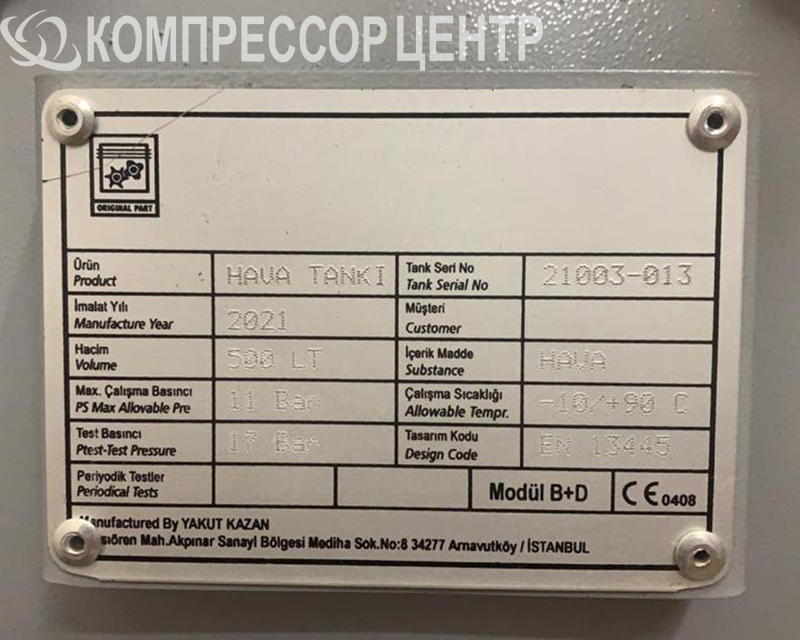 КОМПРЕССОР ЦЕНТР
ORIGINAL PART
Ürün
Product
HAVA TANKI
Tank Seri No
Tank Serial No
21003-013
İmalat Yılı
Manufacture Year
2021
Müşteri
Customer
Hacim
Volume
500 LT
İçerik Madde
Substance
HAVA
Max. Çalışma Basıncı
PS Max Allowable Pre
11 Bar
Çalışma Sıcaklığı
Allowable Tempr.
-10/+90 C
Test Basıncı
Ptest-Test Pressure
17 Bar
Tasarım Kodu
Design Code
EN 13445
Periyodik Testler
Periodical Tests
Modül B+D
CE 0408
Manufactured By YAKUT KAZAN
Mah.Akpınar Sanayi Bölgesi Mediha Sok.No:8 34277 Arnavutköy / İSTANBUL